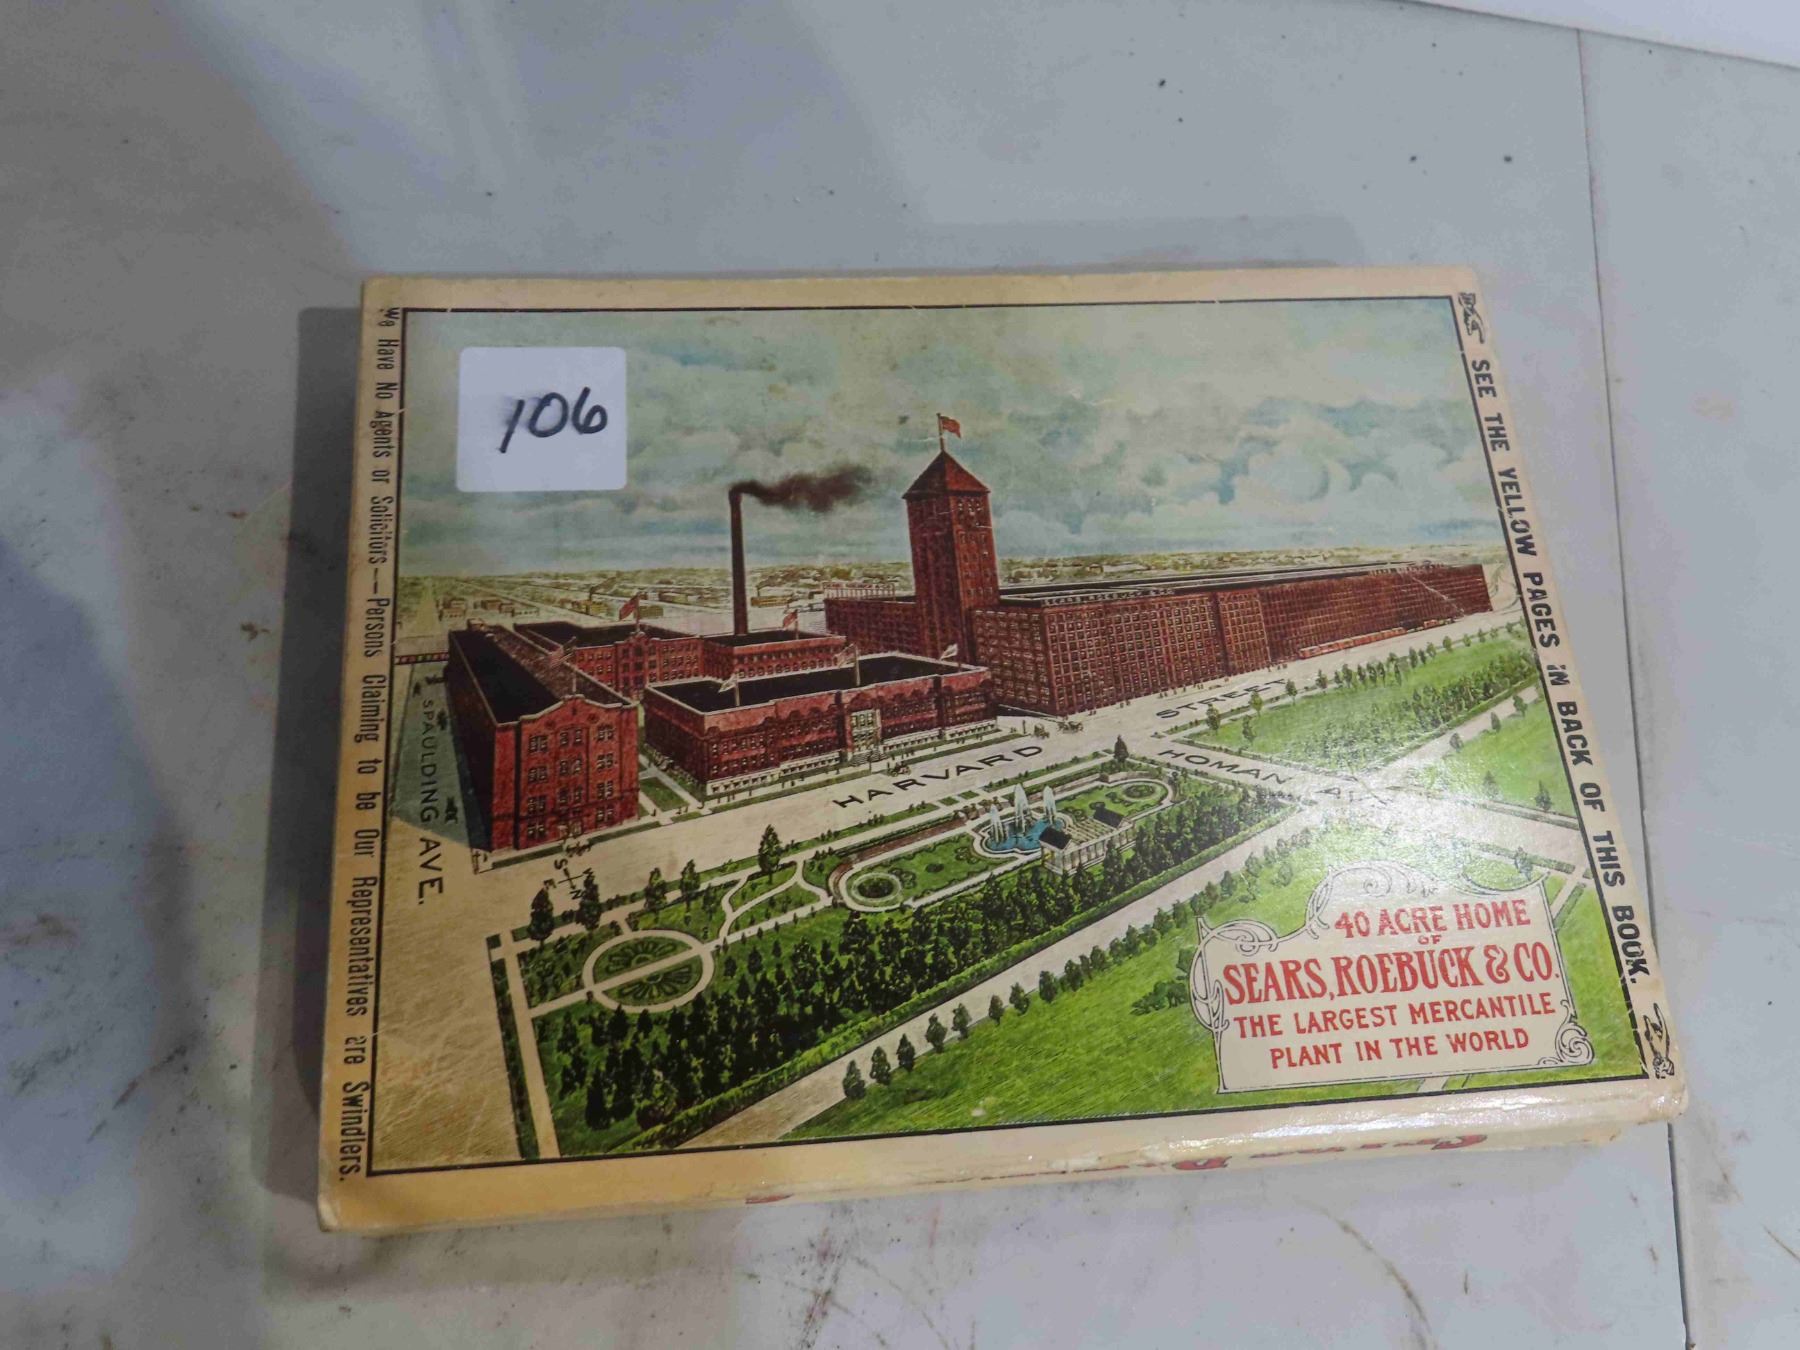 106
We Have No Agents or Solicitors—Persons Claiming to be Our Representatives are Swindlers.
SEE THE YELLOW PAGES IN BACK OF THIS BOOK.
SPAULDING AVE.
HARVARD STREET
HOMAN AVE.
40 ACRE HOME
OF
SEARS, ROEBUCK & CO.
THE LARGEST MERCANTILE
PLANT IN THE WORLD